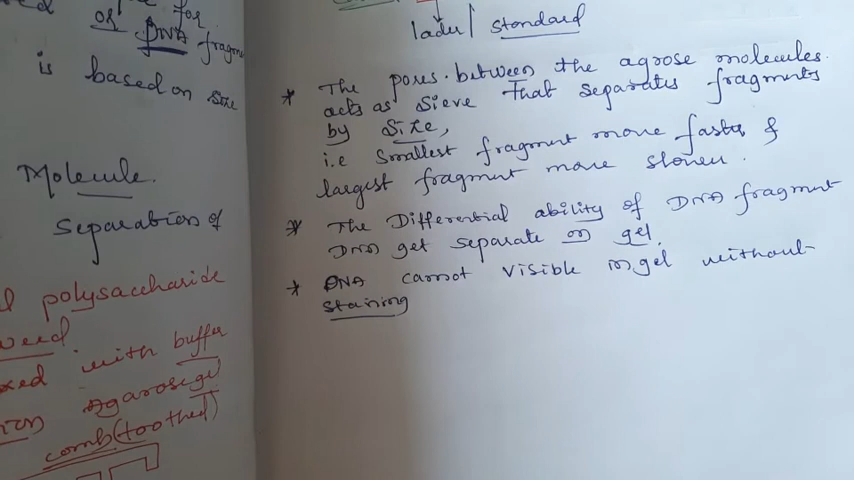 for
or DNA fragm
is based on size
Molecule.
Separation of
polysaccharide
with buffer
Agarose gel
comb (toothed)
ladder/ standard
* The pores between the agrose molecules.
acts as sieve that separates fragments
by size,
i.e smallest fragment move faster &
largest fragment move slower.
* The Differential ability of DNA fragment
DNA get separate on gel.
* DNA cannot visible in gel without
staining